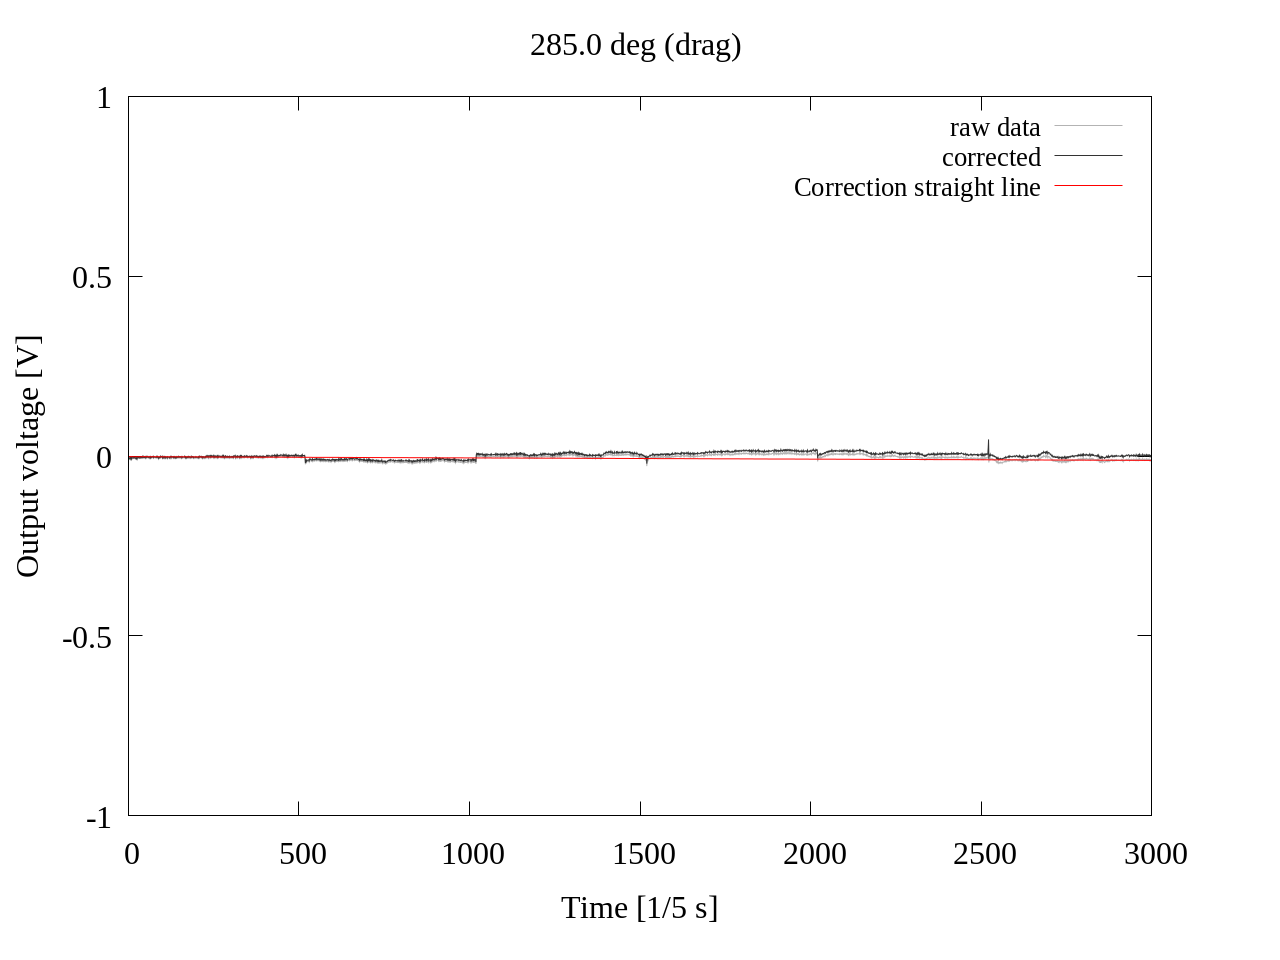 285.0 deg (drag)
1
raw data
corrected
Correction straight line
0.5
0
-0.5
-1
Output voltage [V]
0 500 1000 1500 2000 2500 3000
Time [1/5 s]